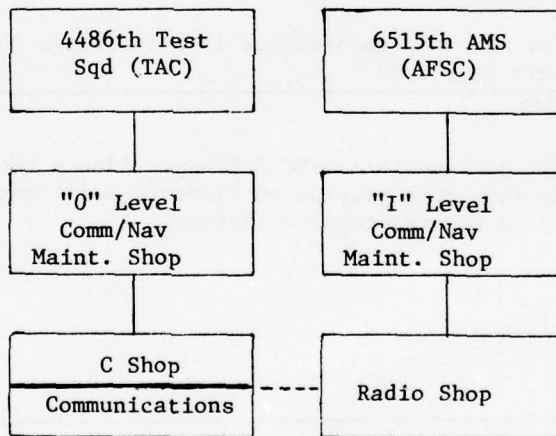 4486th Test
Sqd (TAC)
6515th AMS
(AFSC)
"O" Level
Comm/Nav
Maint. Shop
"I" Level
Comm/Nav
Maint. Shop
C Shop
Communications
Radio Shop